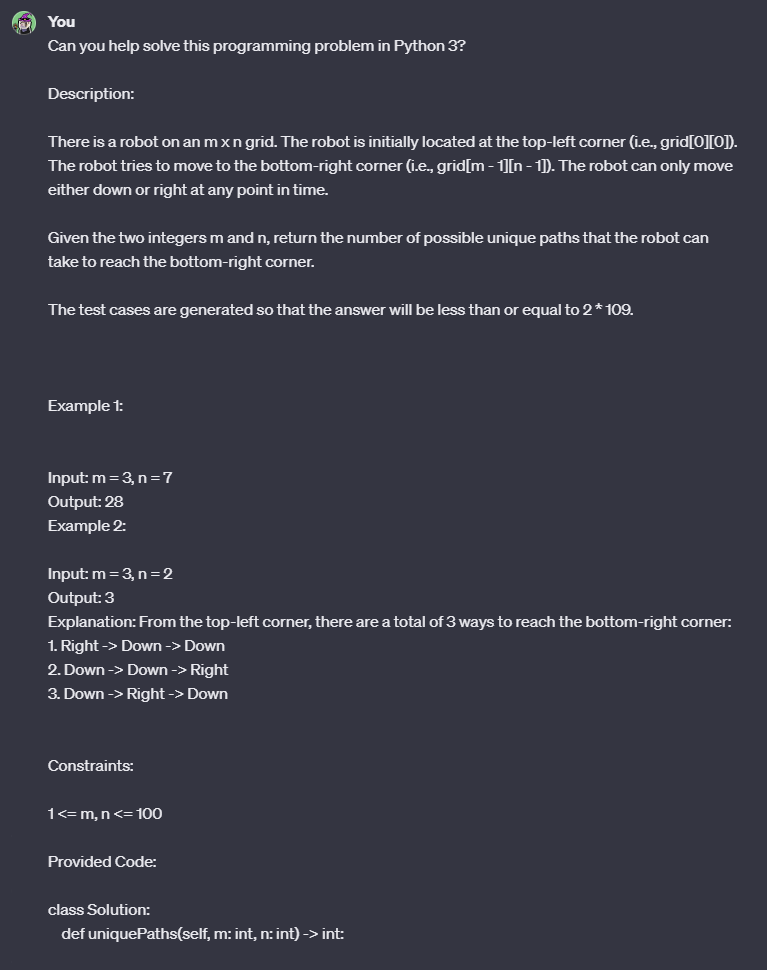 You
Can you help solve this programming problem in Python 3?
Description:
There is a robot on an m x n grid. The robot is initially located at the top-left corner (i.e., grid[0][0]).
The robot tries to move to the bottom-right corner (i.e., grid[m - 1][n - 1]). The robot can only move
either down or right at any point in time.
Given the two integers m and n, return the number of possible unique paths that the robot can
take to reach the bottom-right corner.
The test cases are generated so that the answer will be less than or equal to 2 * 109.
Example 1:
Input: m = 3, n = 7
Output: 28
Example 2:
Input: m = 3, n = 2
Output: 3
Explanation: From the top-left corner, there are a total of 3 ways to reach the bottom-right corner:
1. Right -> Down -> Down
2. Down -> Down -> Right
3. Down -> Right -> Down
Constraints:
1 <= m, n <= 100
Provided Code:
class Solution:
    def uniquePaths(self, m: int, n: int) -> int: